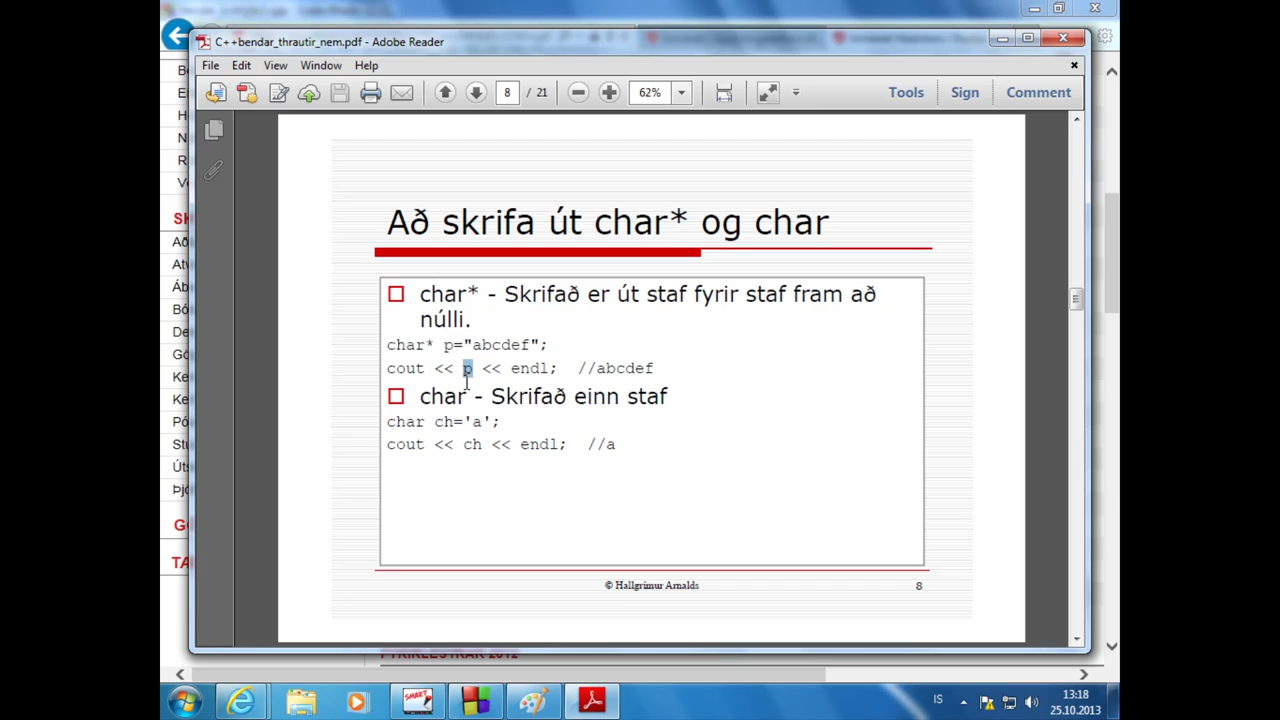 C++bendar_thrautir_nem.pdf - Adobe Reader
File Edit View Window Help
8 / 21 62% Tools Sign Comment
Að skrifa út char* og char
char* - Skrifað er út staf fyrir staf fram að
núlli.
char* p="abcdef";
cout << p << endl; //abcdef
char - Skrifað einn staf
char ch='a';
cout << ch << endl; //a
© Hallgrímur Arnalds 8
IS 13:18
25.10.2013